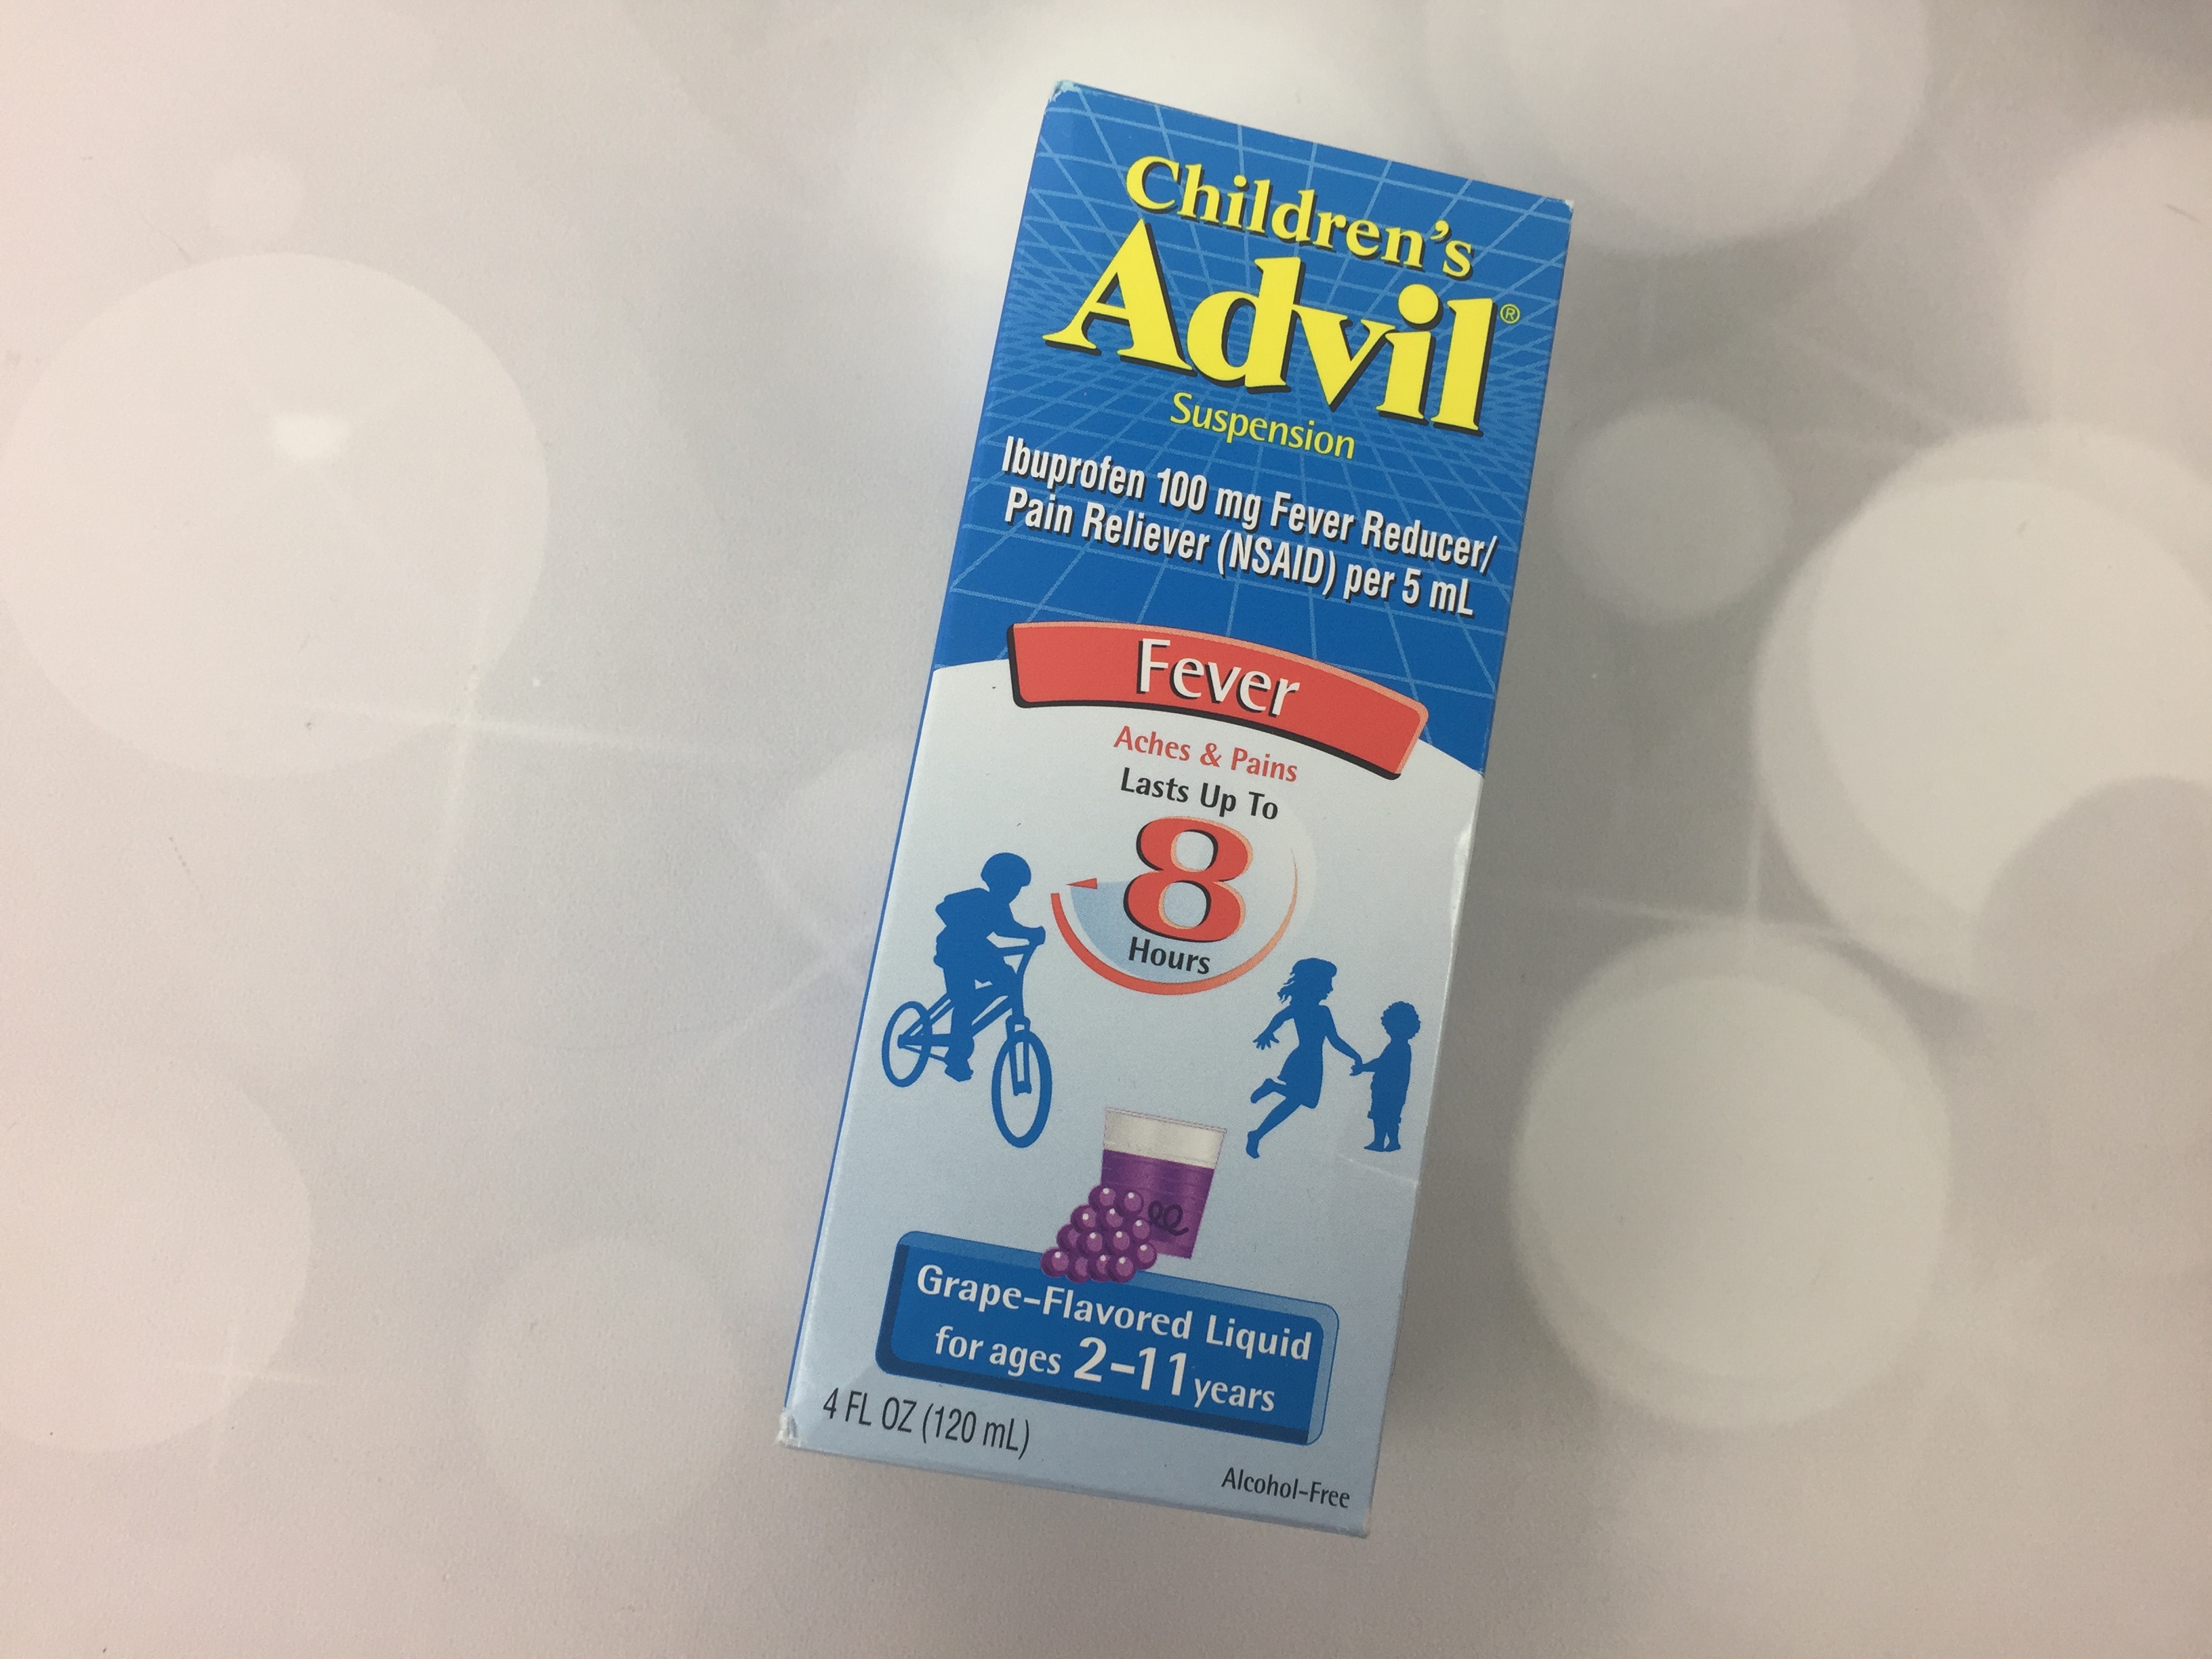 Children's
Advil®
Suspension
Ibuprofen 100 mg Fever Reducer/
Pain Reliever (NSAID) per 5 mL
Fever
Aches & Pains
Lasts Up To
8
Hours
Grape-Flavored Liquid
for ages 2-11 years
4 FL OZ (120 mL)
Alcohol-Free